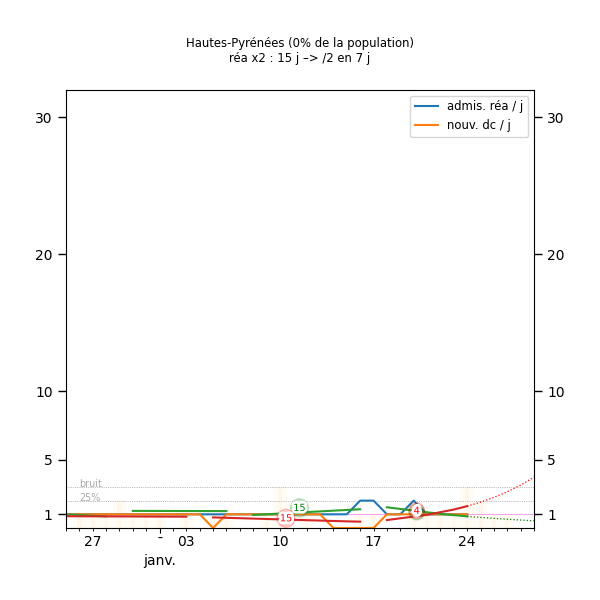 Hautes-Pyrénées (0% de la population)
réa x2 : 15 j –> /2 en 7 j
admis. réa / j
nouv. dc / j
30 30
20 20
10 10
5 5
bruit
25%
1 1
15
15
4
27 - 03 10 17 24
janv.